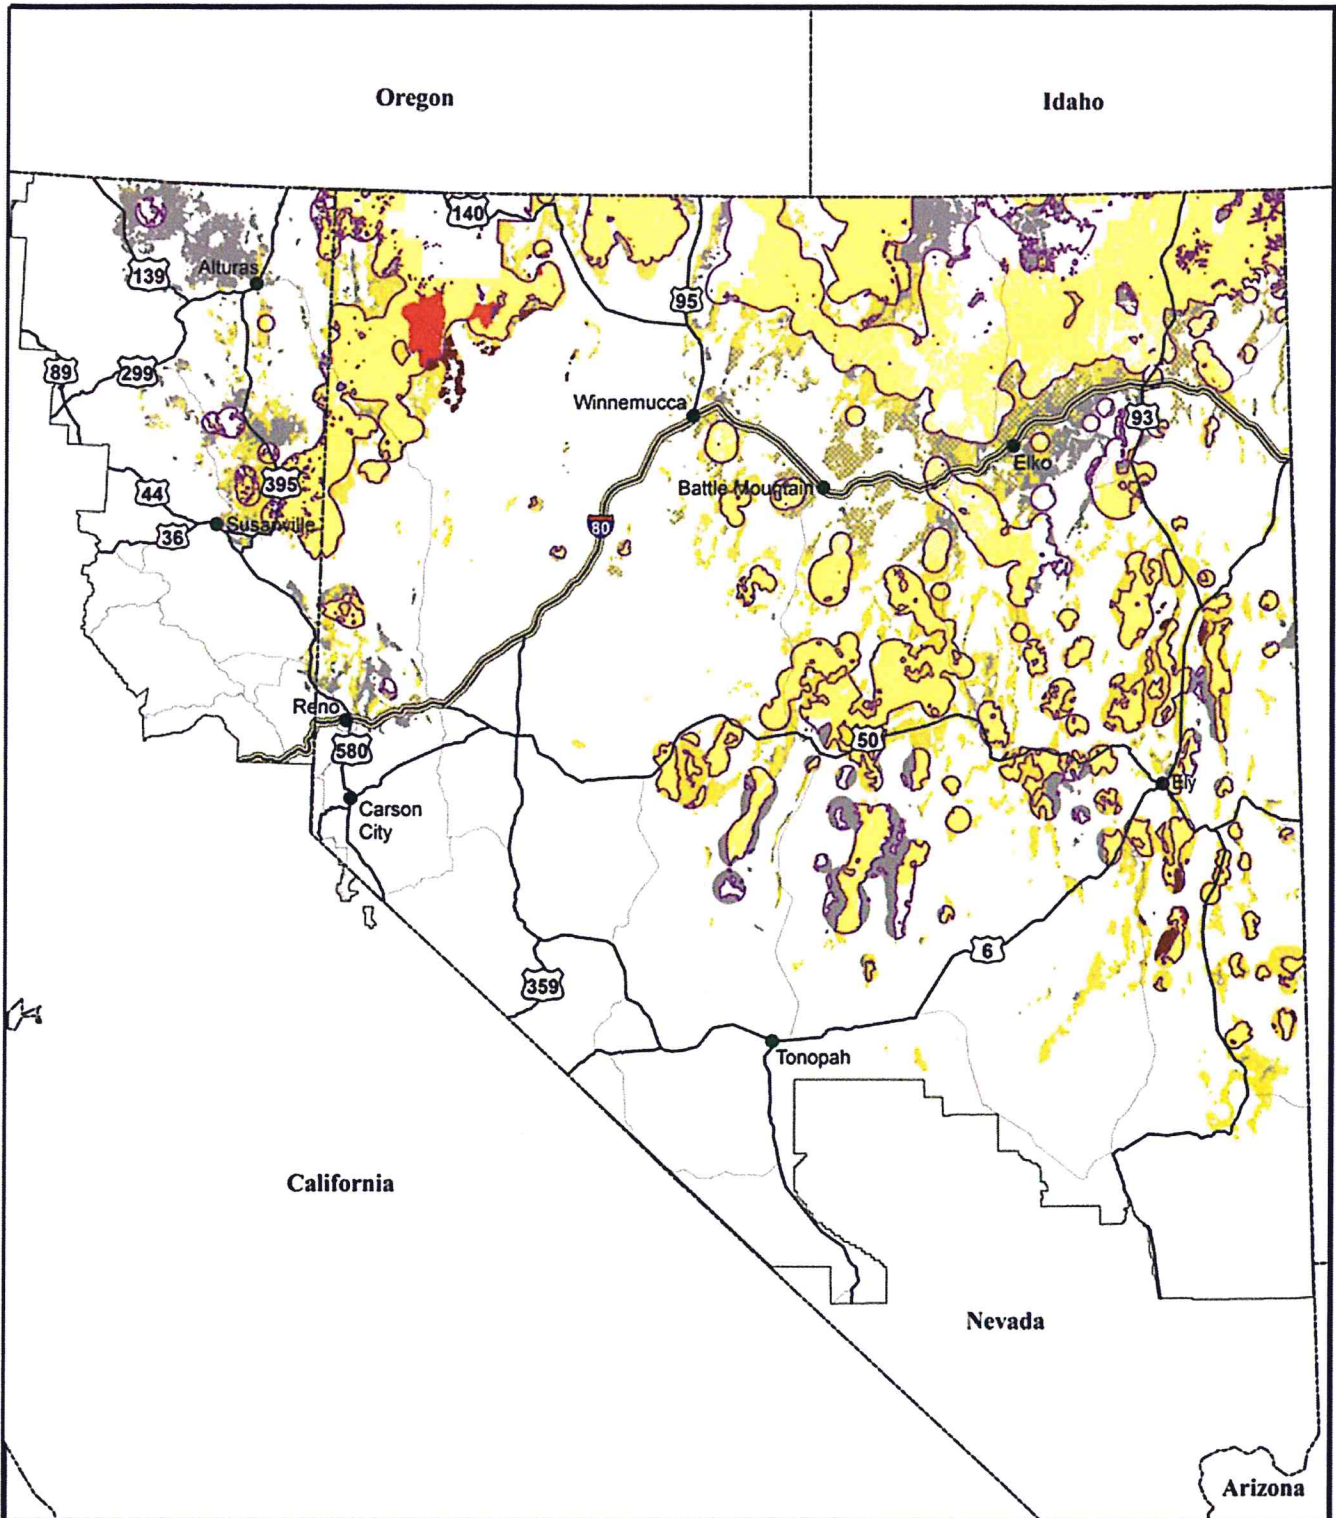 Oregon
Idaho
140
139
Alturas
95
89
299
Winnemucca
93
395
Elko
44
Battle Mountain
Susanville
36
80
Reno
580
50
Ely
Carson
City
6
359
Tonopah
California
Nevada
Arizona